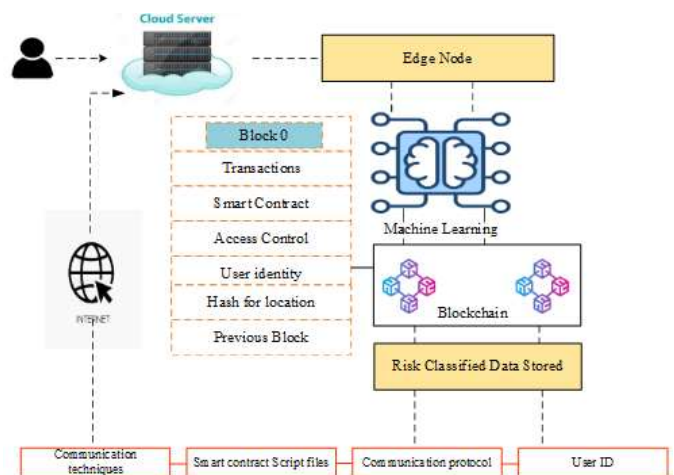 Cloud Server
Edge Node
Block 0
Transactions
Smart Contract
Access Control
User identity
Hash for location
Previous Block
Machine Learning
Blockchain
INTERNET
Risk Classified Data Stored
Communication
techniques
Smart contract Script files
Communication protocol
User ID